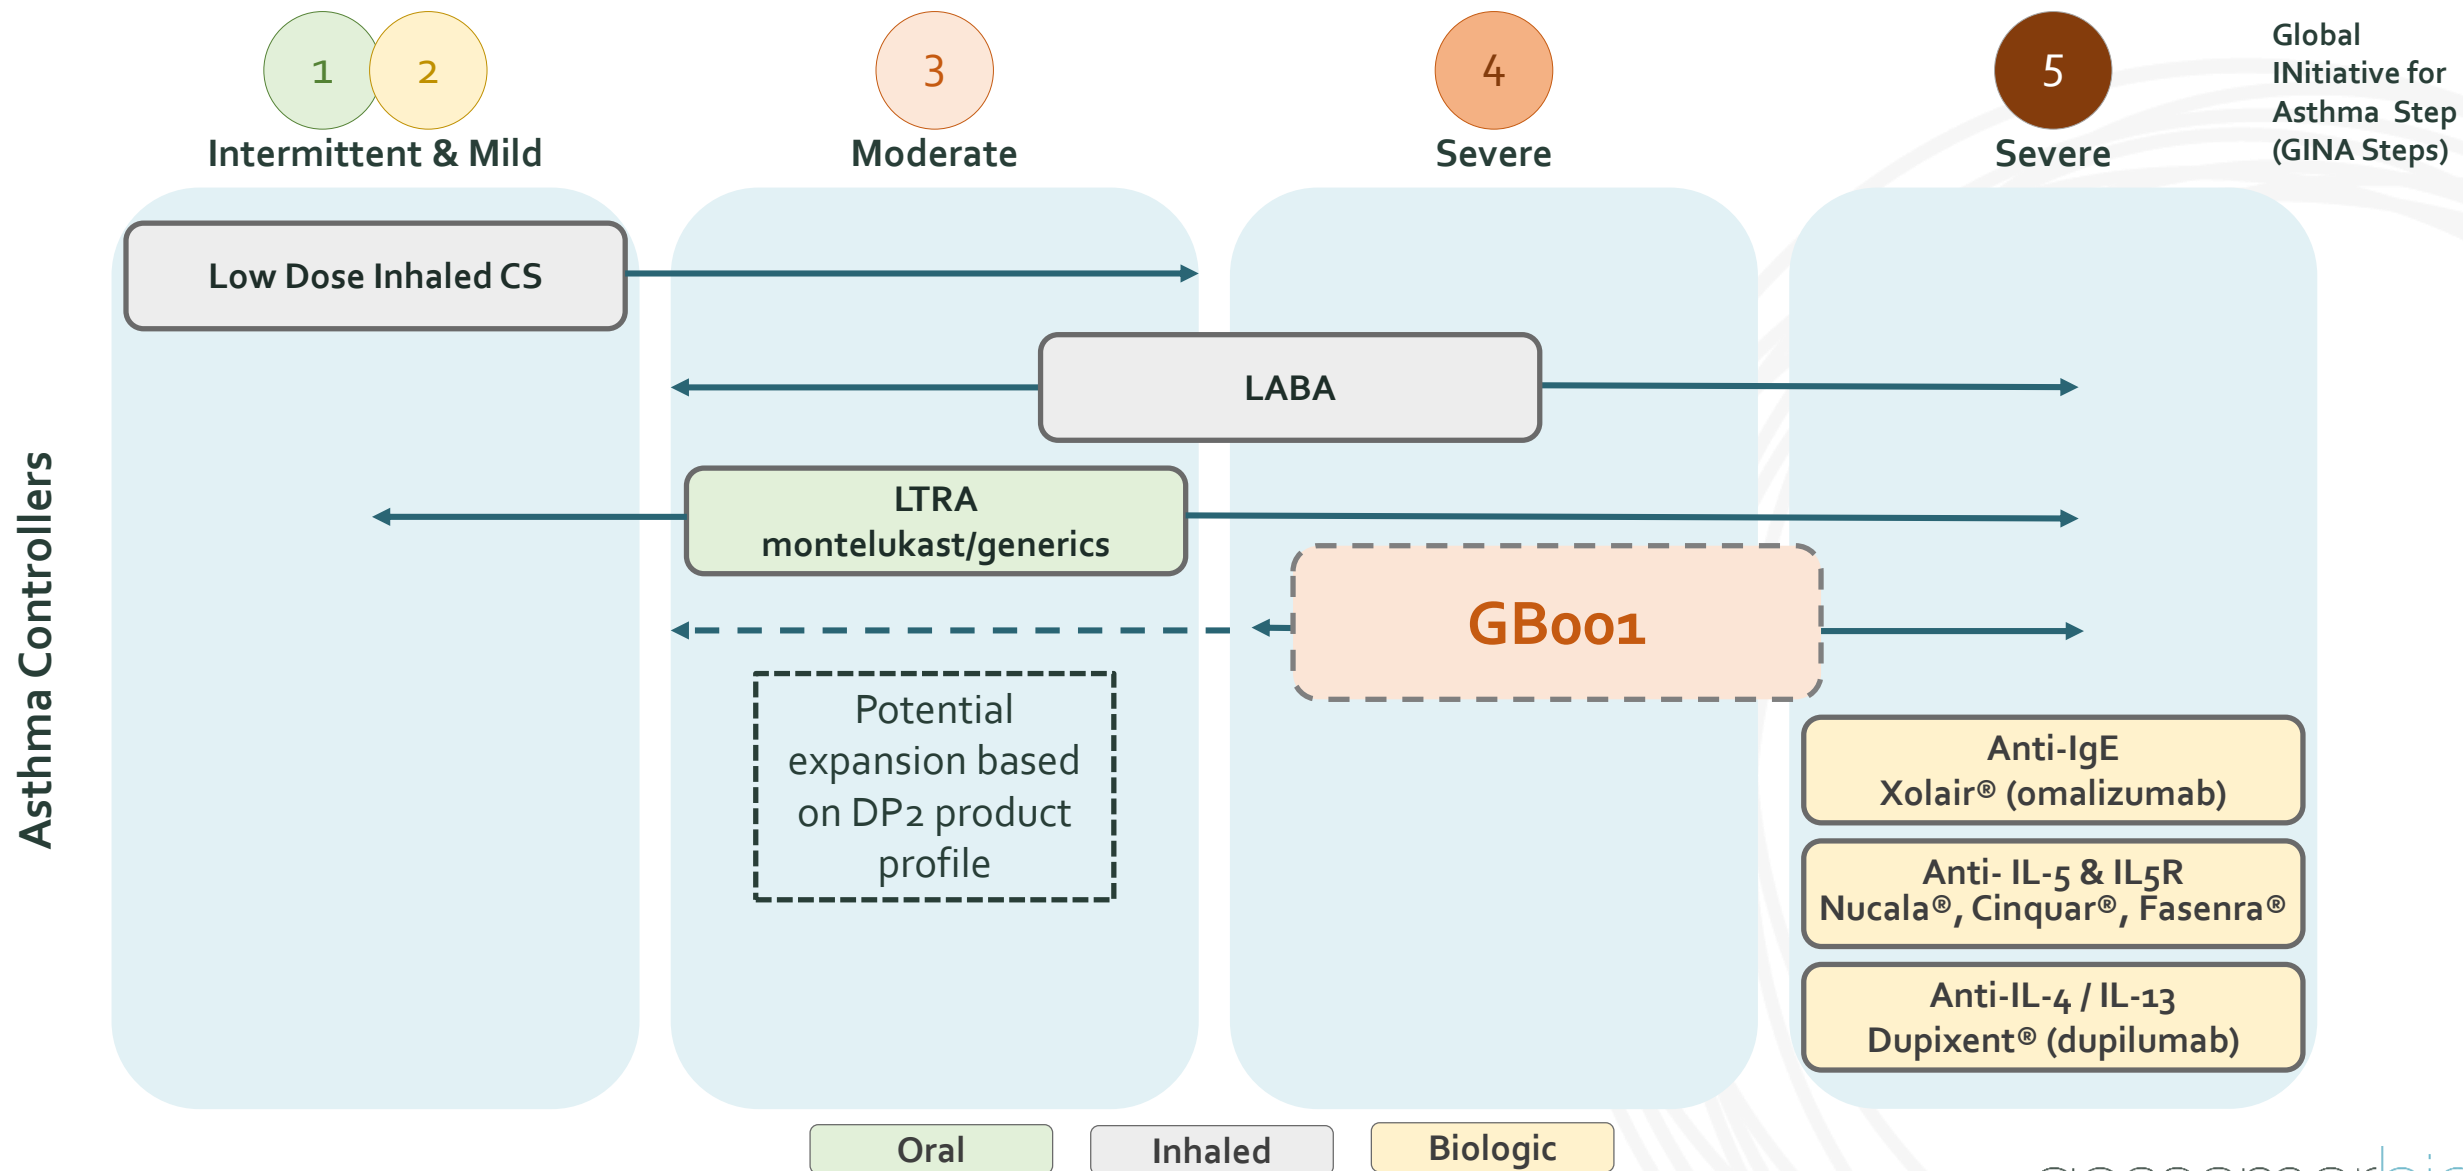 1
2
3
4
5
Global
INitiative for
Asthma Step
(GINA Steps)
Intermittent & Mild
Moderate
Severe
Severe
Asthma Controllers
Low Dose Inhaled CS
LABA
LTRA
montelukast/generics
GB001
Potential
expansion based
on DP2 product
profile
Anti-IgE
Xolair® (omalizumab)
Anti- IL-5 & IL5R
Nucala®, Cinquar®, Fasenra®
Anti-IL-4 / IL-13
Dupixent® (dupilumab)
Oral
Inhaled
Biologic